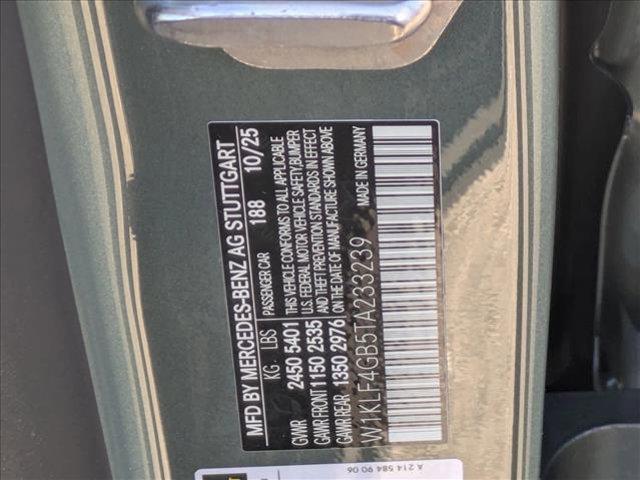 MFD BY MERCEDES-BENZ AG STUTTGART
188 10/25
KG LBS PASSENGER CAR
GVWR 2450 5401 THIS VEHICLE CONFORMS TO ALL APPLICABLE
GAWR FRONT 1150 2535 U.S. FEDERAL MOTOR VEHICLE SAFETY,BUMPER
GAWR REAR 1350 2976 AND THEFT PREVENTION STANDARDS IN EFFECT
ON THE DATE OF MANUFACTURE SHOWN ABOVE
W1KLF4GB5TA233239
MADE IN GERMANY
A 214 584 90 06